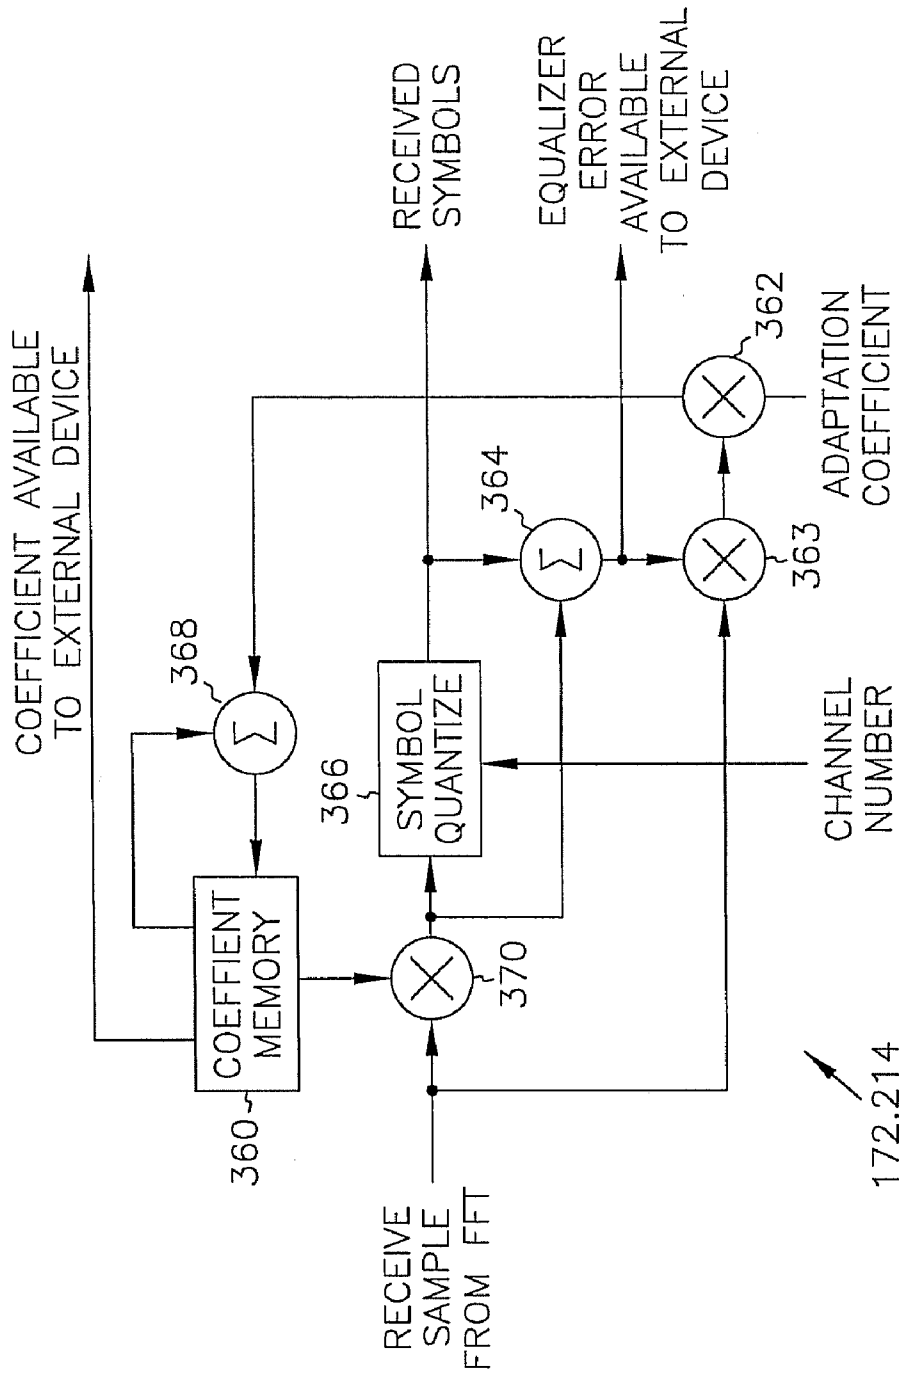 COEFFICIENT AVAILABLE
TO EXTERNAL DEVICE
368
COEFFIENT
MEMORY
360
RECEIVED
SYMBOLS
366
SYMBOL
QUANTIZE
RECEIVE
SAMPLE
FROM FFT
370
364
Σ
Σ
EQUALIZER
ERROR
AVAILABLE
TO EXTERNAL
DEVICE
362
363
ADAPTATION
COEFFICIENT
CHANNEL
NUMBER
172.214